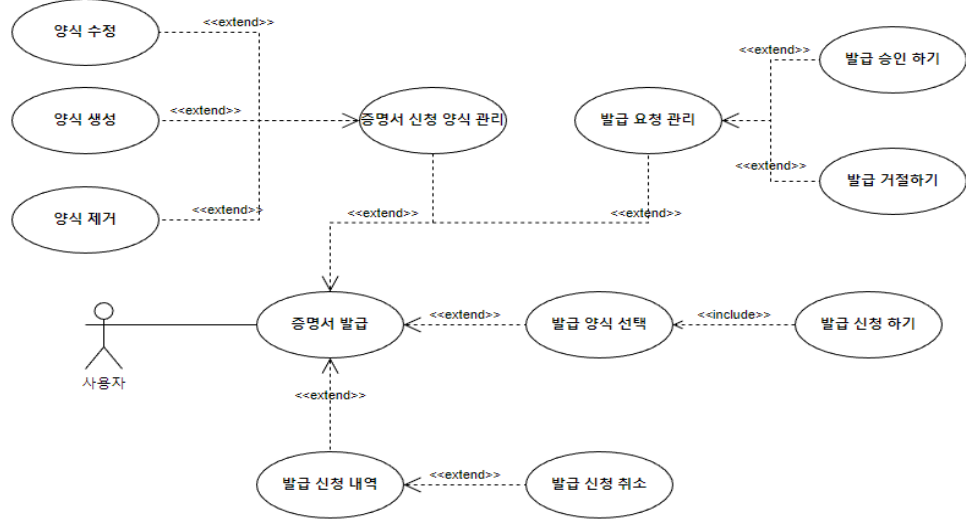 양식 수정
<<extend>>
<<extend>>
발급 승인 하기
양식 생성
<<extend>>
증명서 신청 양식 관리
발급 요청 관리
<<extend>>
발급 거절하기
양식 제거
<<extend>>
<<extend>>
<<extend>>
증명서 발급
<<extend>>
발급 양식 선택
<<include>>
발급 신청 하기
사용자
<<extend>>
발급 신청 내역
<<extend>>
발급 신청 취소